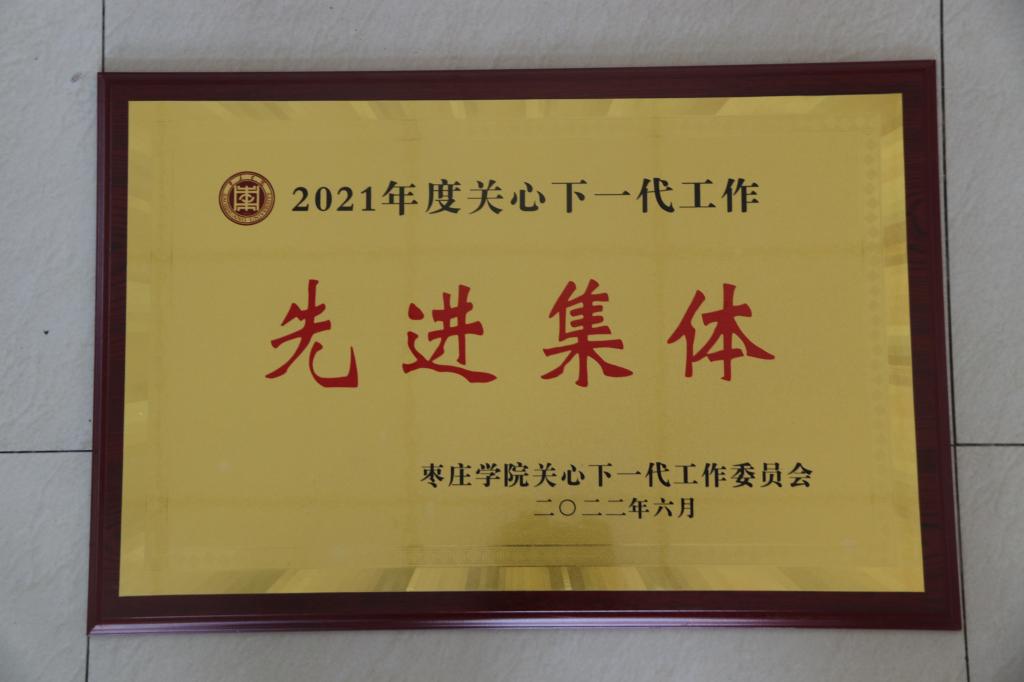 2021年度关心下一代工作
先进集体
枣庄学院关心下一代工作委员会
二〇二二年六月